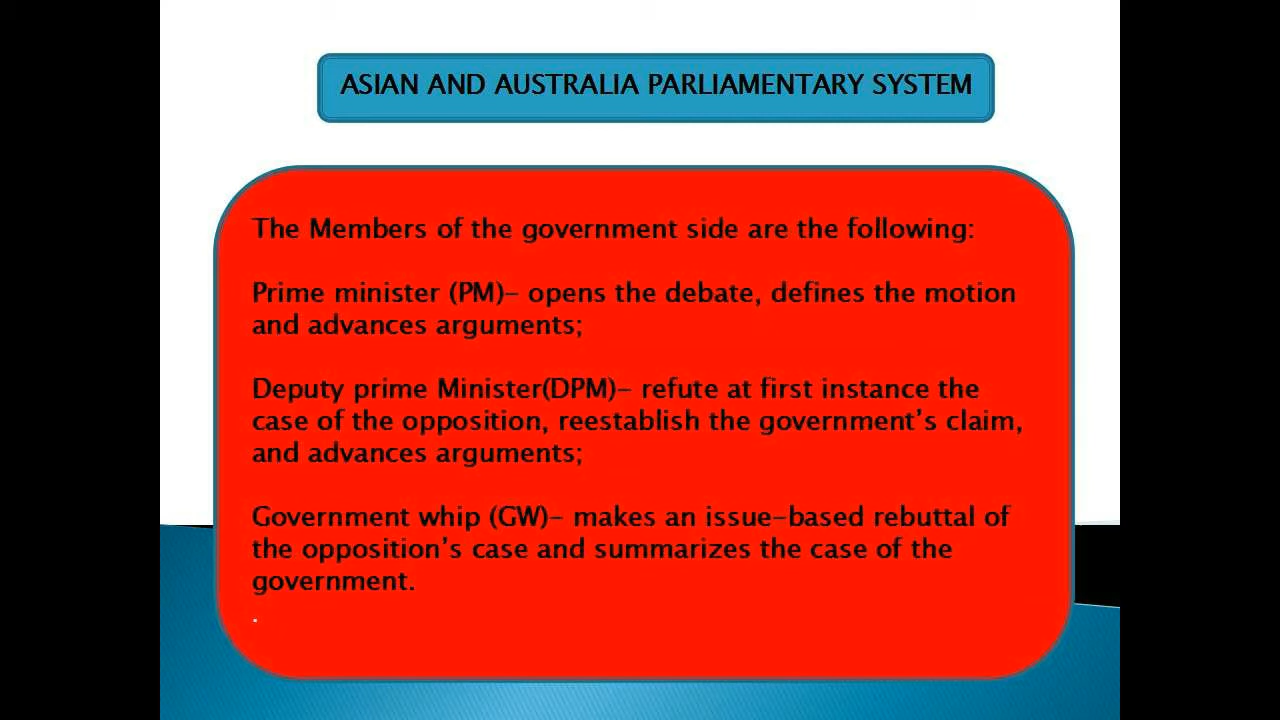 ASIAN AND AUSTRALIA PARLIAMENTARY SYSTEM
The Members of the government side are the following:
Prime minister (PM)- opens the debate, defines the motion
and advances arguments;
Deputy prime Minister(DPM)- refute at first instance the
case of the opposition, reestablish the government’s claim,
and advances arguments;
Government whip (GW)- makes an issue-based rebuttal of
the opposition’s case and summarizes the case of the
government.
.